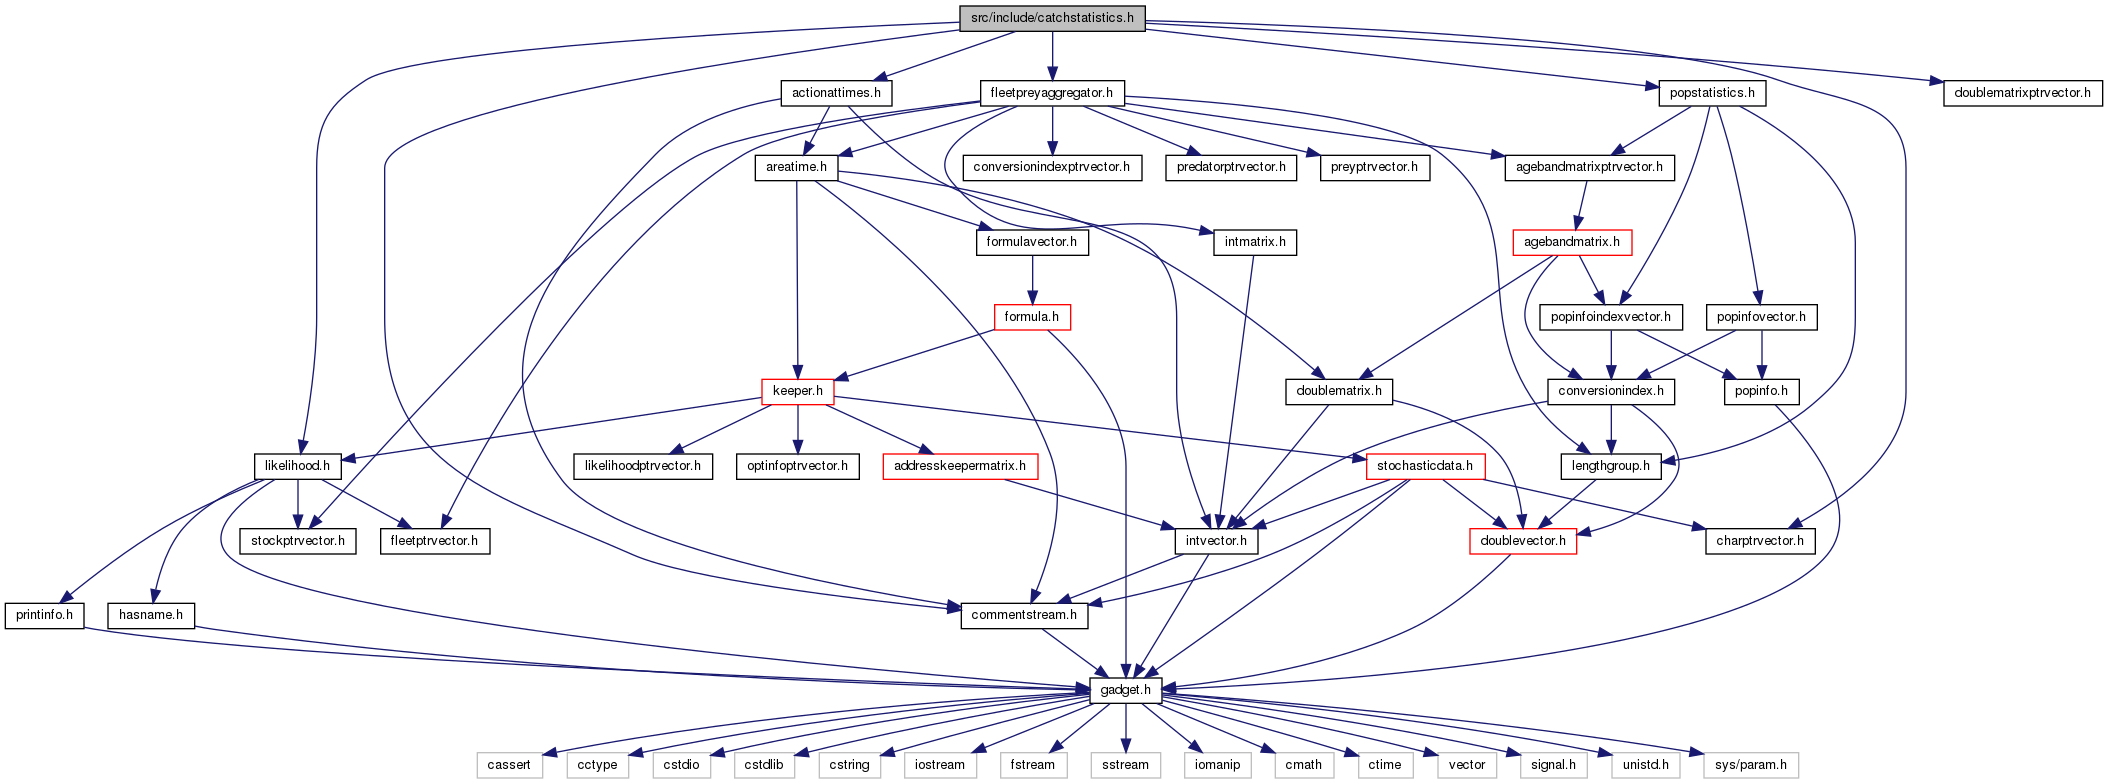 src/include/catchstatistics.h
actionattimes.h
fleetpreyaggregator.h
popstatistics.h
doublematrixptrvector.h
areatime.h
conversionindexptrvector.h
predatorptrvector.h
preyptrvector.h
agebandmatrixptrvector.h
formulavector.h
intmatrix.h
agebandmatrix.h
formula.h
popinfoindexvector.h
popinfovector.h
keeper.h
doublematrix.h
conversionindex.h
popinfo.h
likelihood.h
likelihoodptrvector.h
optinfoptrvector.h
addresskeepermatrix.h
stochasticdata.h
lengthgroup.h
stockptrvector.h
fleetptrvector.h
intvector.h
doublevector.h
charptrvector.h
printinfo.h
hasname.h
commentstream.h
gadget.h
cassert
cctype
cstdio
cstdlib
cstring
iostream
fstream
sstream
iomanip
cmath
ctime
vector
signal.h
unistd.h
sys/param.h